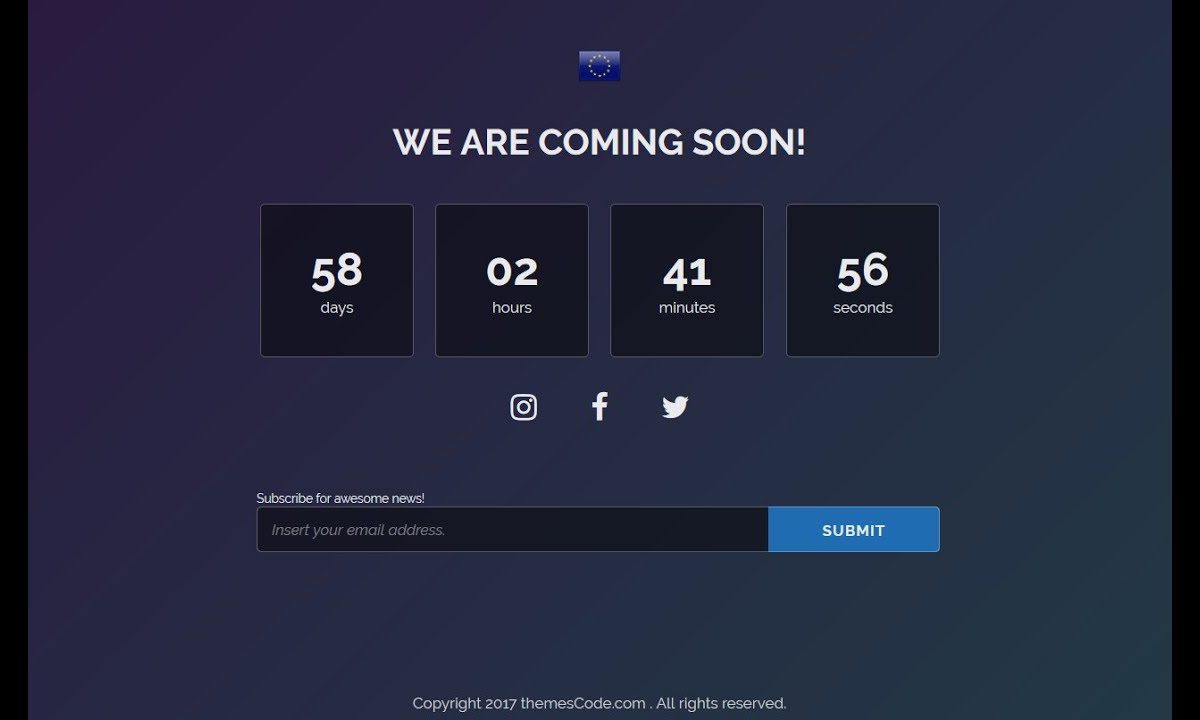 WE ARE COMING SOON!
58 02 41 56
days hours minutes seconds
Subscribe for awesome news!
Insert your email address. SUBMIT
Copyright 2017 themesCode.com . All rights reserved.